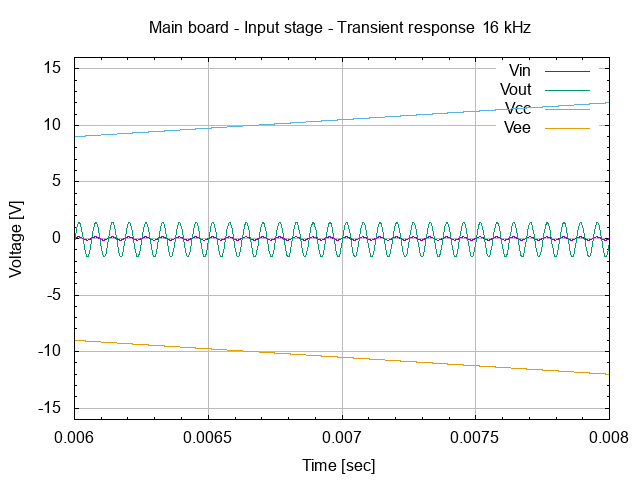 Main board - Input stage - Transient response 16 kHz
Vin
Vout
Vcc
Vee
15
10
5
0
-5
-10
-15
Voltage [V]
0.006 0.0065 0.007 0.0075 0.008
Time [sec]